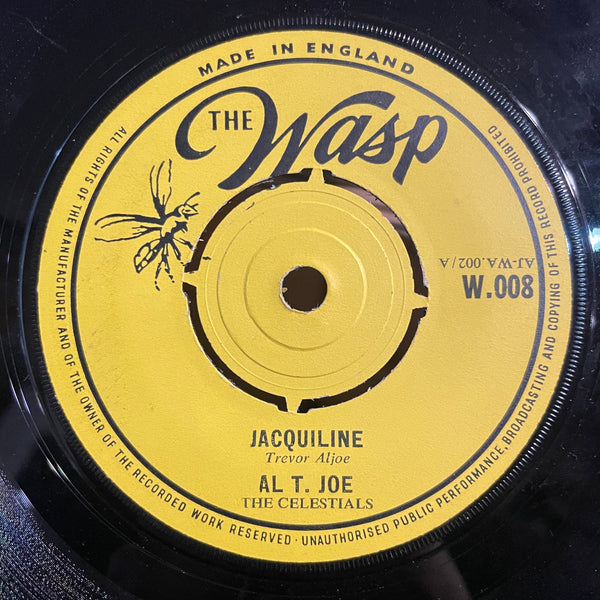 MADE IN ENGLAND
THE Wasp
ALL RIGHTS OF THE MANUFACTURER AND OF THE OWNER OF THE RECORDED WORK RESERVED · UNAUTHORISED PUBLIC PERFORMANCE, BROADCASTING AND COPYING OF THIS RECORD PROHIBITED
AJ-WA.002/A
W.008
JACQUILINE
Trevor Aljoe
AL T. JOE
THE CELESTIALS